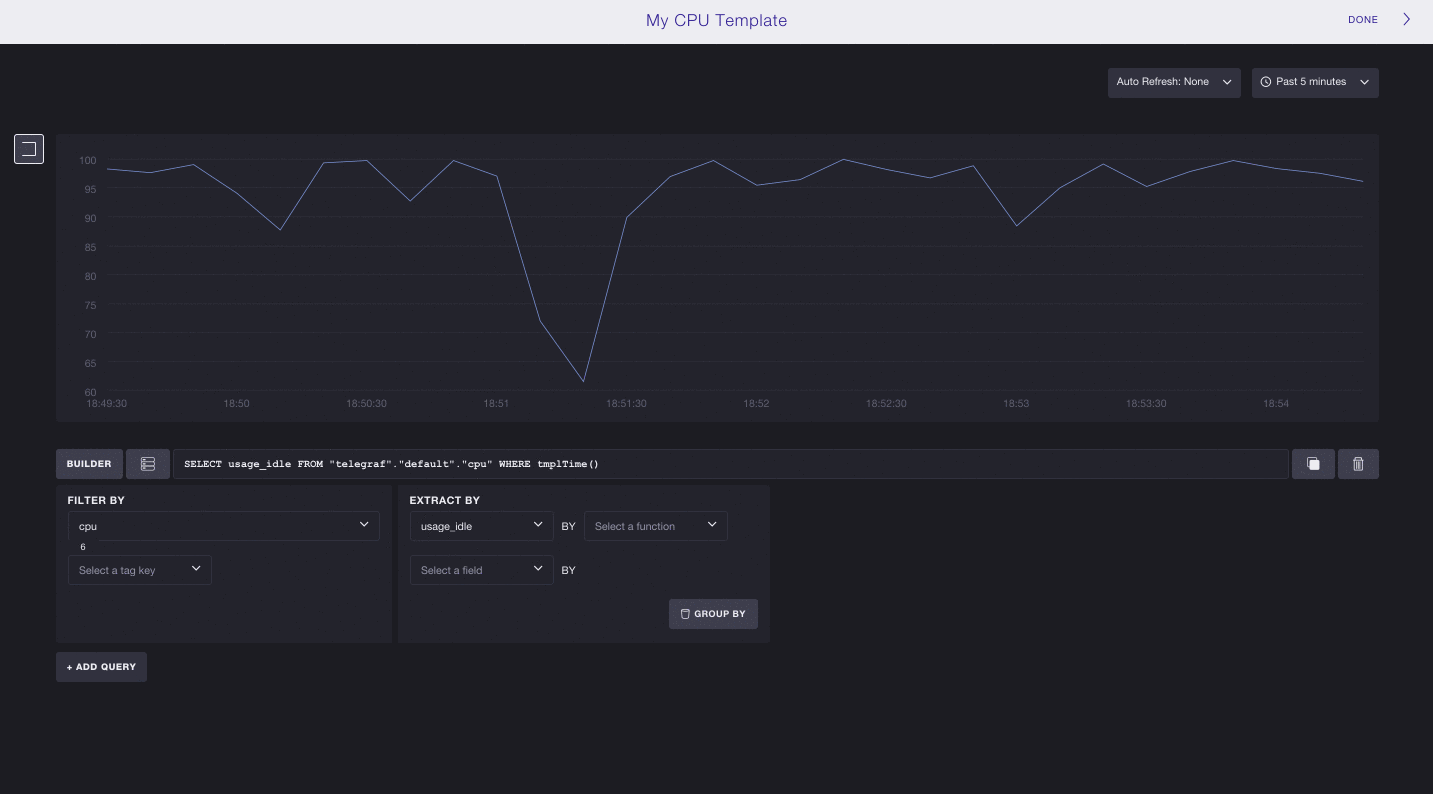 My CPU Template
DONE
Auto Refresh: None
Past 5 minutes
100
95
90
85
80
75
70
65
60
18:49:30 18:50 18:50:30 18:51 18:51:30 18:52 18:52:30 18:53 18:53:30 18:54
BUILDER
SELECT usage_idle FROM "telegraf"."default"."cpu" WHERE tmplTime()
FILTER BY
cpu
6
Select a tag key
EXTRACT BY
usage_idle BY Select a function
Select a field BY
GROUP BY
+ ADD QUERY